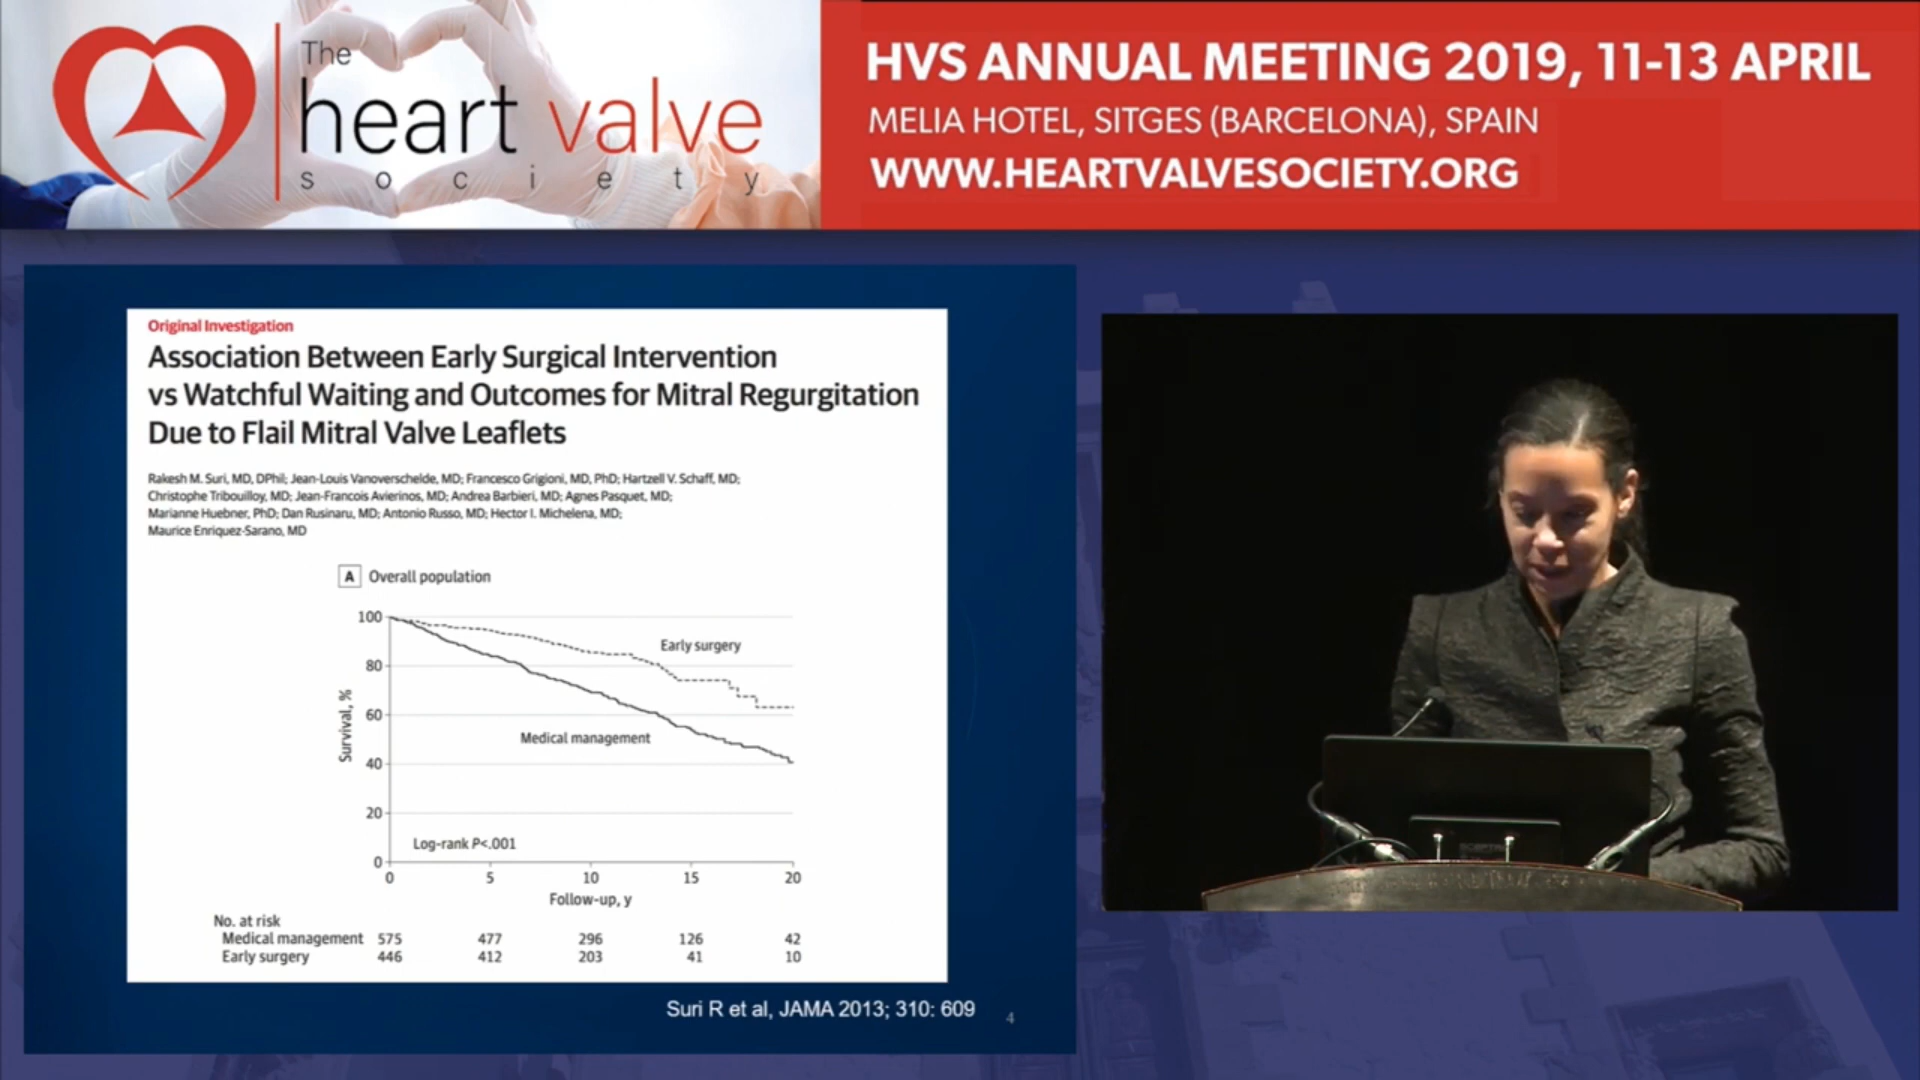 The
heart valve
society
HVS ANNUAL MEETING 2019, 11-13 APRIL
MELIA HOTEL, SITGES (BARCELONA), SPAIN
WWW.HEARTVALVESOCIETY.ORG
Original Investigation
Association Between Early Surgical Intervention
vs Watchful Waiting and Outcomes for Mitral Regurgitation
Due to Flail Mitral Valve Leaflets
Rakesh M. Suri, MD, DPhil; Jean-Louis Vanoverschelde, MD; Francesco Grigioni, MD, PhD; Hartzell V. Schaff, MD;
Christophe Tribouilloy, MD; Jean-Francois Avierinos, MD; Andrea Barbieri, MD; Agnes Pasquet, MD;
Marianne Huebner, PhD; Dan Rusinaru, MD; Antonio Russo, MD; Hector I. Michelena, MD;
Maurice Enriquez-Sarano, MD
A Overall population
100
80
60
40
20
0
Survival, %
Early surgery
Medical management
Log-rank P<.001
0 5 10 15 20
Follow-up, y
No. at risk
Medical management 575 477 296 126 42
Early surgery 446 412 203 41 10
Suri R et al, JAMA 2013; 310: 609
4